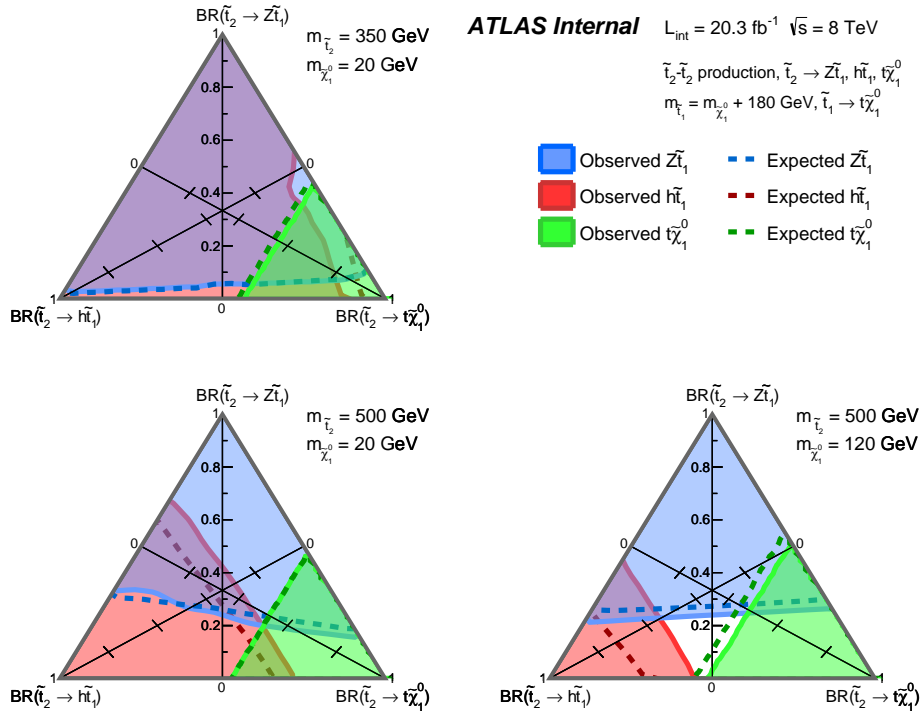 BR(t̃₂ → Zt̃₁)
m_t̃₂ = 350 GeV
m_χ̃₁⁰ = 20 GeV
1
0.8
0.6
0.4
0.2
0
0
0
1
1
BR(t̃₂ → ht̃₁)
BR(t̃₂ → tχ̃₁⁰)
ATLAS Internal
L_int = 20.3 fb⁻¹ √s = 8 TeV
t̃₂-t̃₂ production, t̃₂ → Zt̃₁, ht̃₁, tχ̃₁⁰
m_t̃₁ = m_χ̃₁⁰ + 180 GeV, t̃₁ → tχ̃₁⁰
Observed Zt̃₁
Expected Zt̃₁
Observed ht̃₁
Expected ht̃₁
Observed tχ̃₁⁰
Expected tχ̃₁⁰
BR(t̃₂ → Zt̃₁)
m_t̃₂ = 500 GeV
m_χ̃₁⁰ = 20 GeV
1
0.8
0.6
0.4
0.2
0
0
0
1
1
BR(t̃₂ → ht̃₁)
BR(t̃₂ → tχ̃₁⁰)
BR(t̃₂ → Zt̃₁)
m_t̃₂ = 500 GeV
m_χ̃₁⁰ = 120 GeV
1
0.8
0.6
0.4
0.2
0
0
0
1
1
BR(t̃₂ → ht̃₁)
BR(t̃₂ → tχ̃₁⁰)